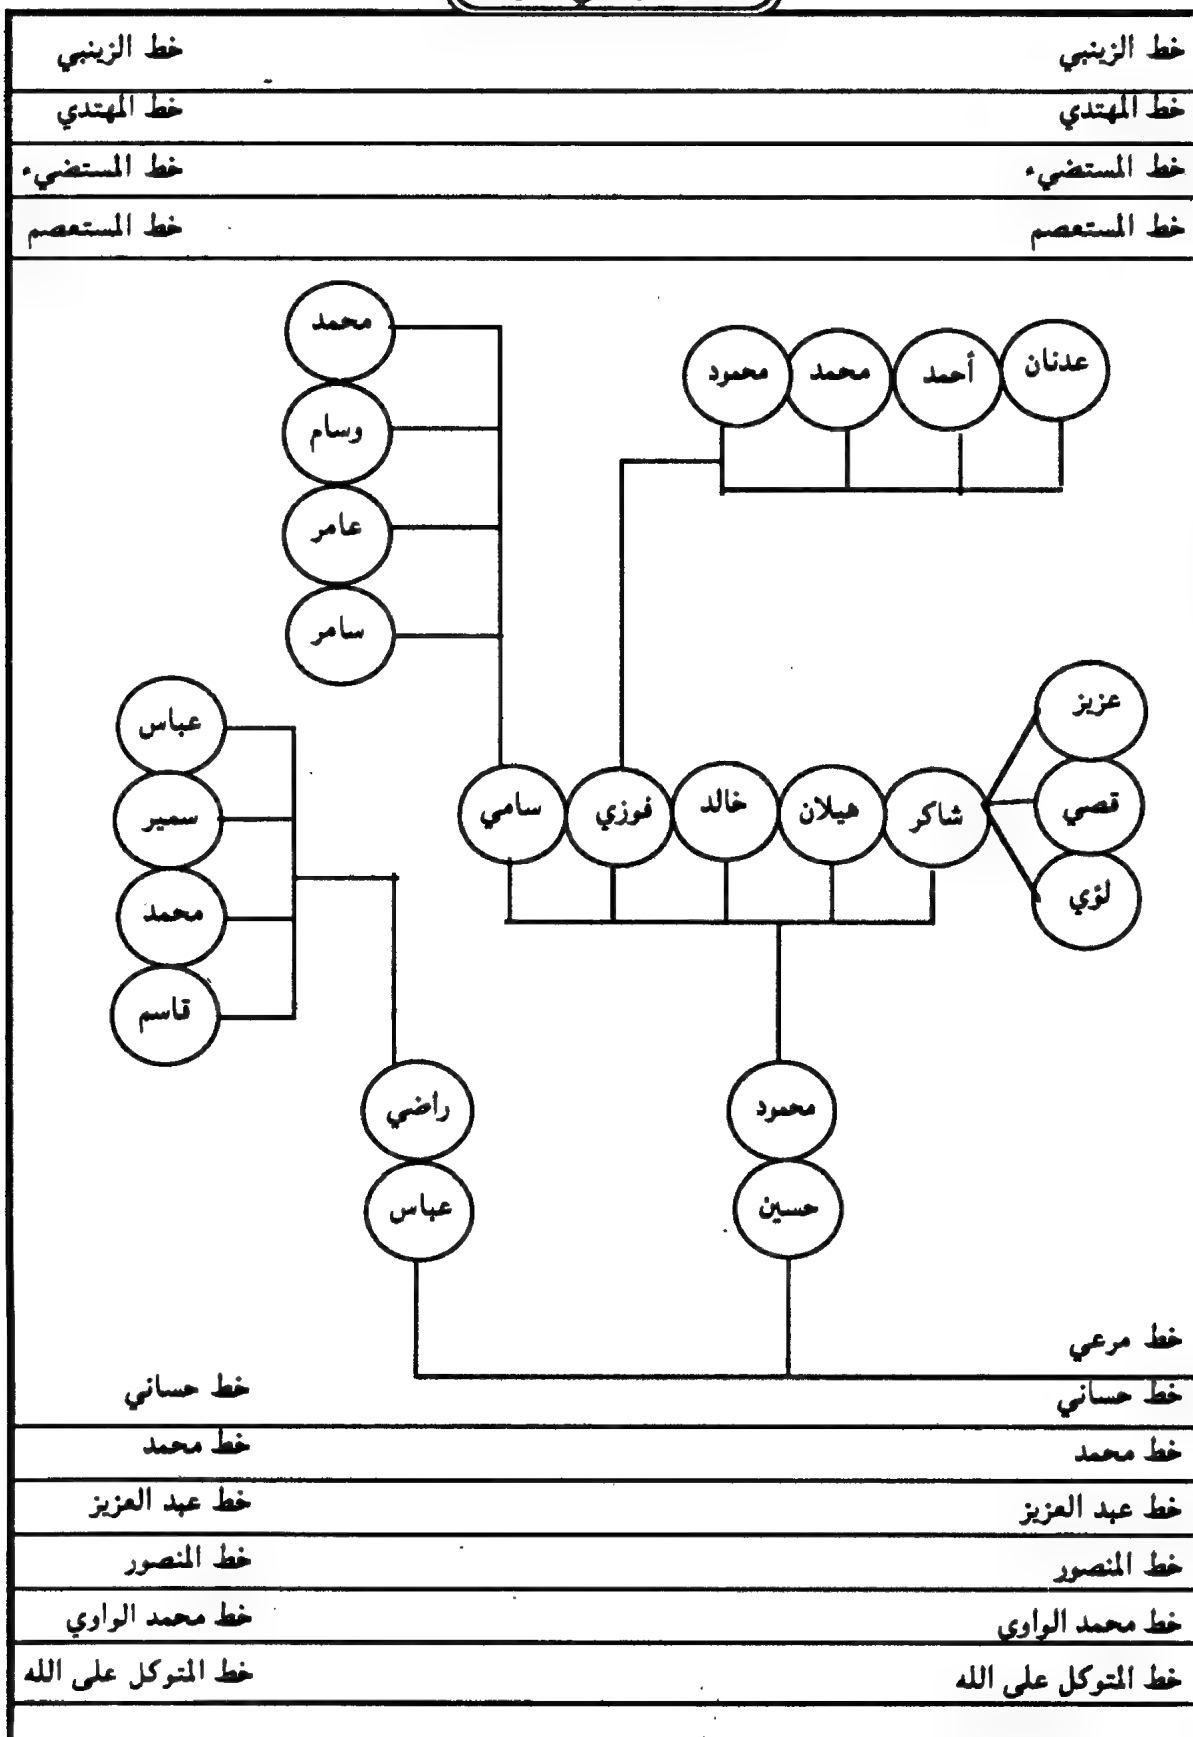 خط الزينبي خط الزينبي
خط المهتدي خط المهتدي
خط المستضيء خط المستضيء
خط المستعصم خط المستعصم
محمد
عدنان أحمد محمد محمود
وسام
عامر
سامر
عزيز
عباس
قصي
شاكر هيلان خالد فوزي سامي
سمير
لؤي
محمد
قاسم
محمود راضي
حسين عباس
خط مرعي
خط حساني خط حساني
خط محمد خط محمد
خط عبد العزيز خط عبد العزيز
خط المنصور خط المنصور
خط محمد الراوي خط محمد الراوي
خط المتوكل على الله خط المتوكل على الله